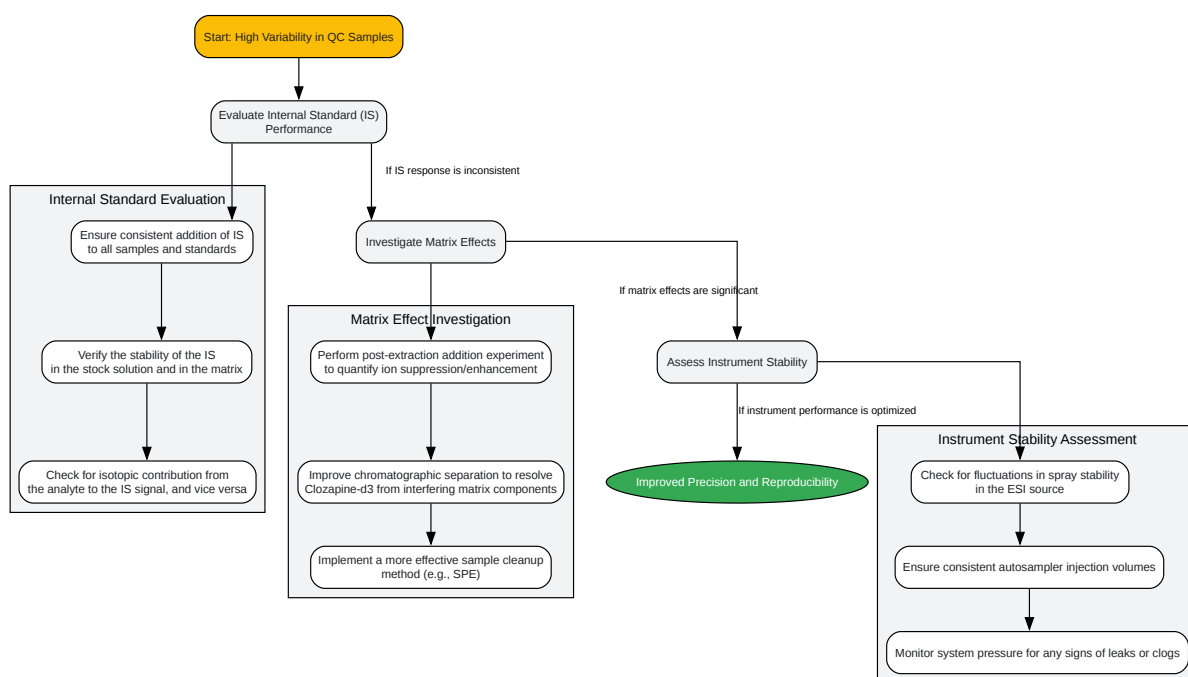 Start: High Variability in QC Samples
Evaluate Internal Standard (IS)
Performance
If IS response is inconsistent
Internal Standard Evaluation
Ensure consistent addition of IS
to all samples and standards
Verify the stability of the IS
in the stock solution and in the matrix
Check for isotopic contribution from
the analyte to the IS signal, and vice versa
Investigate Matrix Effects
If matrix effects are significant
Matrix Effect Investigation
Perform post-extraction addition experiment
to quantify ion suppression/enhancement
Improve chromatographic separation to resolve
Clozapine-d3 from interfering matrix components
Implement a more effective sample cleanup
method (e.g., SPE)
Assess Instrument Stability
If instrument performance is optimized
Improved Precision and Reproducibility
Instrument Stability Assessment
Check for fluctuations in spray stability
in the ESI source
Ensure consistent autosampler injection volumes
Monitor system pressure for any signs of leaks or clogs